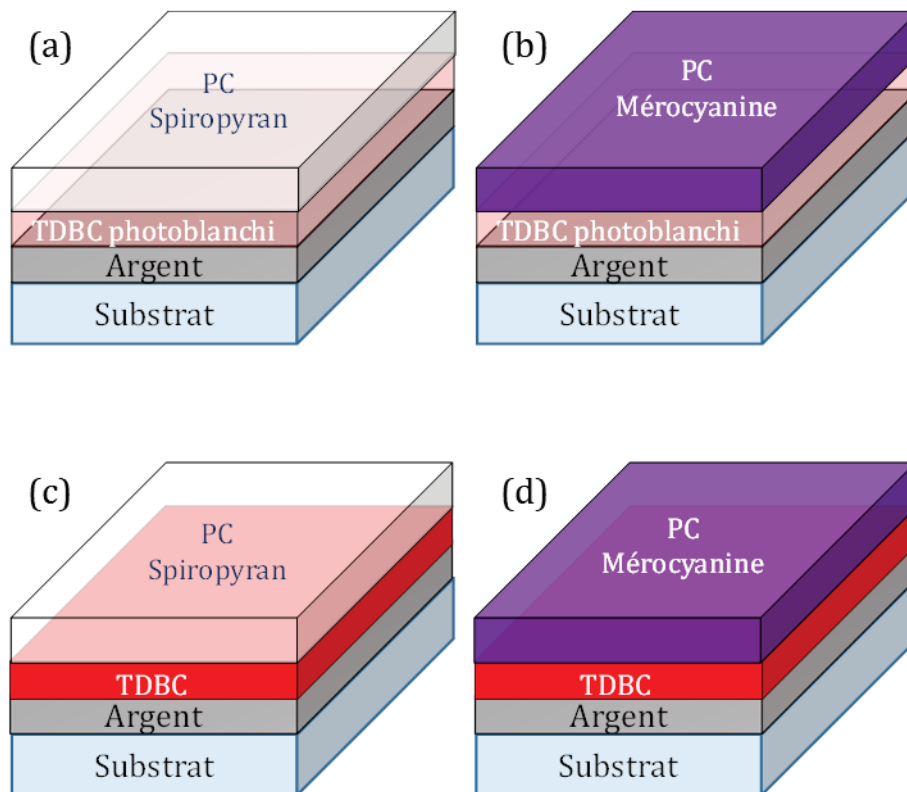 (a)
PC
Spiropyran
TDBC photoblanchi
Argent
Substrat
(b)
PC
Mérocyanine
TDBC photoblanchi
Argent
Substrat
(c)
PC
Spiropyran
TDBC
Argent
Substrat
(d)
PC
Mérocyanine
TDBC
Argent
Substrat